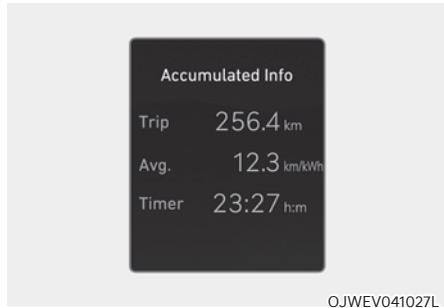 Accumulated Info
Trip 256.4 km
Avg. 12.3 km/kWh
Timer 23:27 h:m
OJWEV041027L